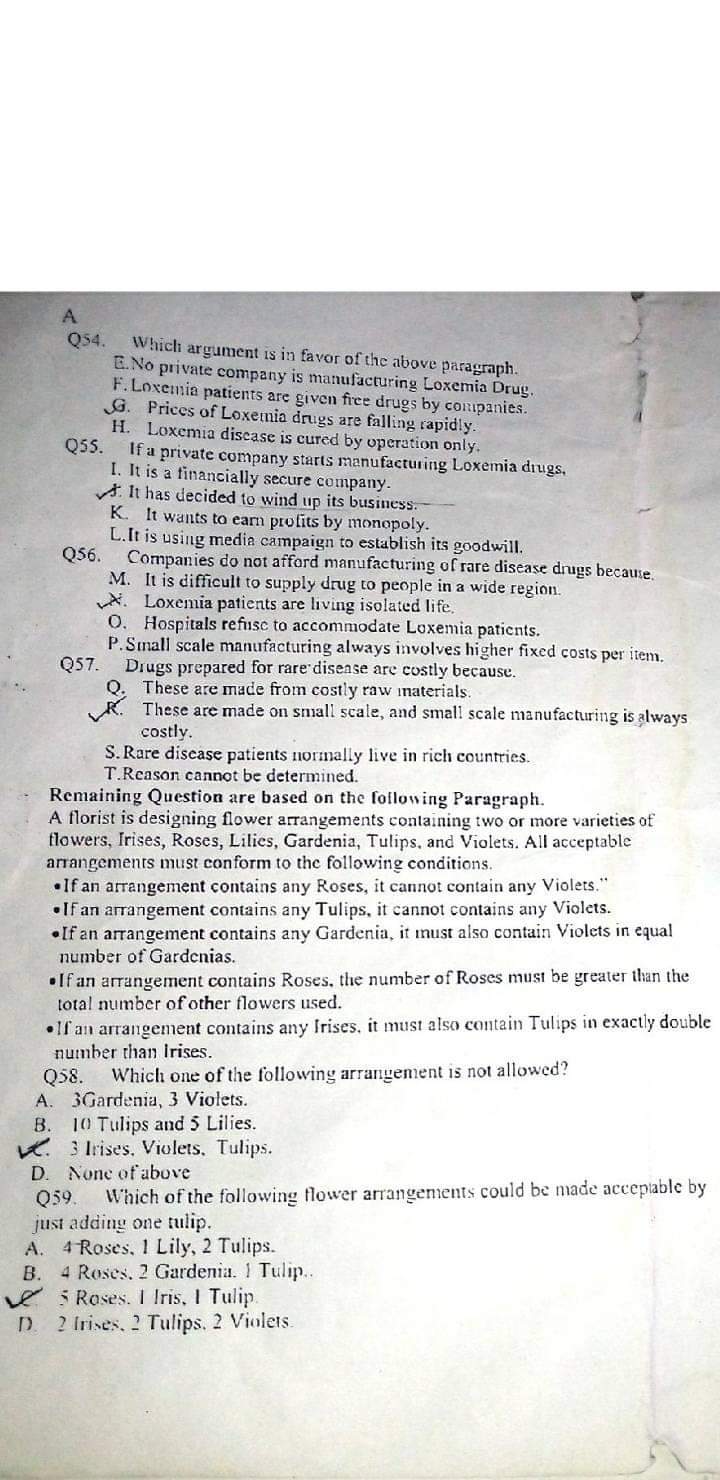 A
Q54. Which argument is in favor of the above paragraph.
E.No private company is manufacturing Loxemia Drug.
F. Loxemia patients are given free drugs by companies.
G. Prices of Loxemia drugs are falling rapidly.
H. Loxemia disease is cured by operation only.
Q55. If a private company starts manufacturing Loxemia drugs,
I. It is a financially secure company.
J. It has decided to wind up its business.
K. It wants to earn profits by monopoly.
L.It is using media campaign to establish its goodwill.
Q56. Companies do not afford manufacturing of rare disease drugs because.
M. It is difficult to supply drug to people in a wide region.
N. Loxemia patients are living isolated life.
O. Hospitals refuse to accommodate Loxemia patients.
P. Small scale manufacturing always involves higher fixed costs per item.
Q57. Drugs prepared for rare disease are costly because.
Q. These are made from costly raw materials.
R. These are made on small scale, and small scale manufacturing is always
costly.
S. Rare disease patients normally live in rich countries.
T.Reason cannot be determined.
Remaining Question are based on the following Paragraph.
A florist is designing flower arrangements containing two or more varieties of
flowers, Irises, Roses, Lilies, Gardenia, Tulips, and Violets. All acceptable
arrangements must conform to the following conditions.
•If an arrangement contains any Roses, it cannot contain any Violets."
•If an arrangement contains any Tulips, it cannot contains any Violets.
•If an arrangement contains any Gardenia, it must also contain Violets in equal
number of Gardenias.
•If an arrangement contains Roses, the number of Roses must be greater than the
total number of other flowers used.
•If an arrangement contains any Irises, it must also contain Tulips in exactly double
number than Irises.
Q58. Which one of the following arrangement is not allowed?
A. 3Gardenia, 3 Violets.
B. 10 Tulips and 5 Lilies.
C. 3 Irises, Violets, Tulips.
D. None of above
Q59. Which of the following flower arrangements could be made acceptable by
just adding one tulip.
A. 4 Roses, 1 Lily, 2 Tulips.
B. 4 Roses, 2 Gardenia. 1 Tulip..
C 5 Roses. 1 Iris, 1 Tulip.
D. 2 Irises, 2 Tulips, 2 Violets.